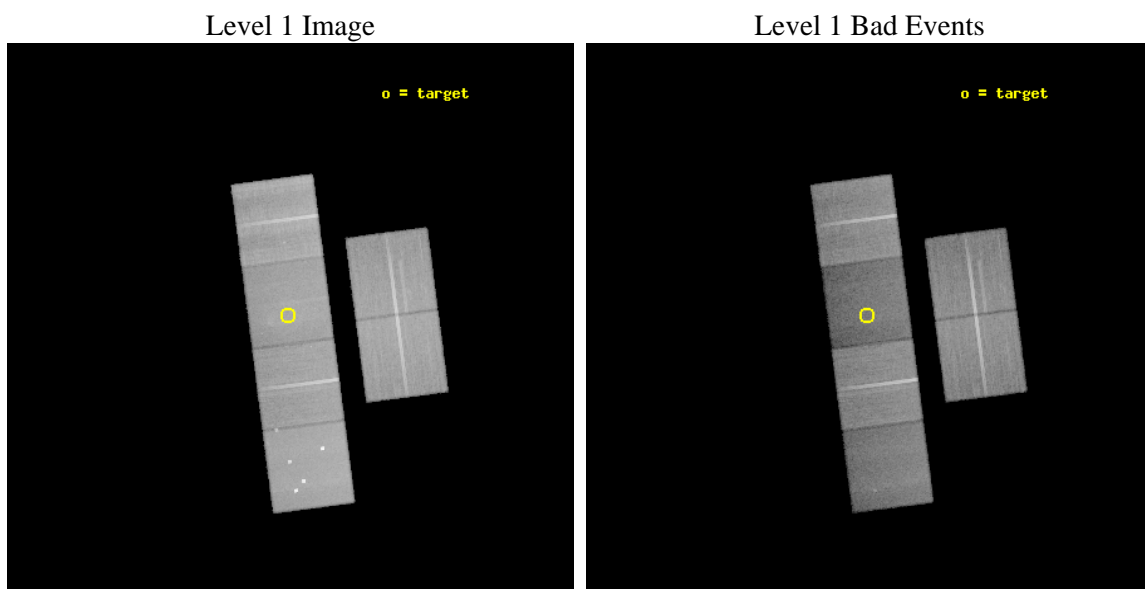 Level 1 Image
Level 1 Bad Events
o = target
o = target